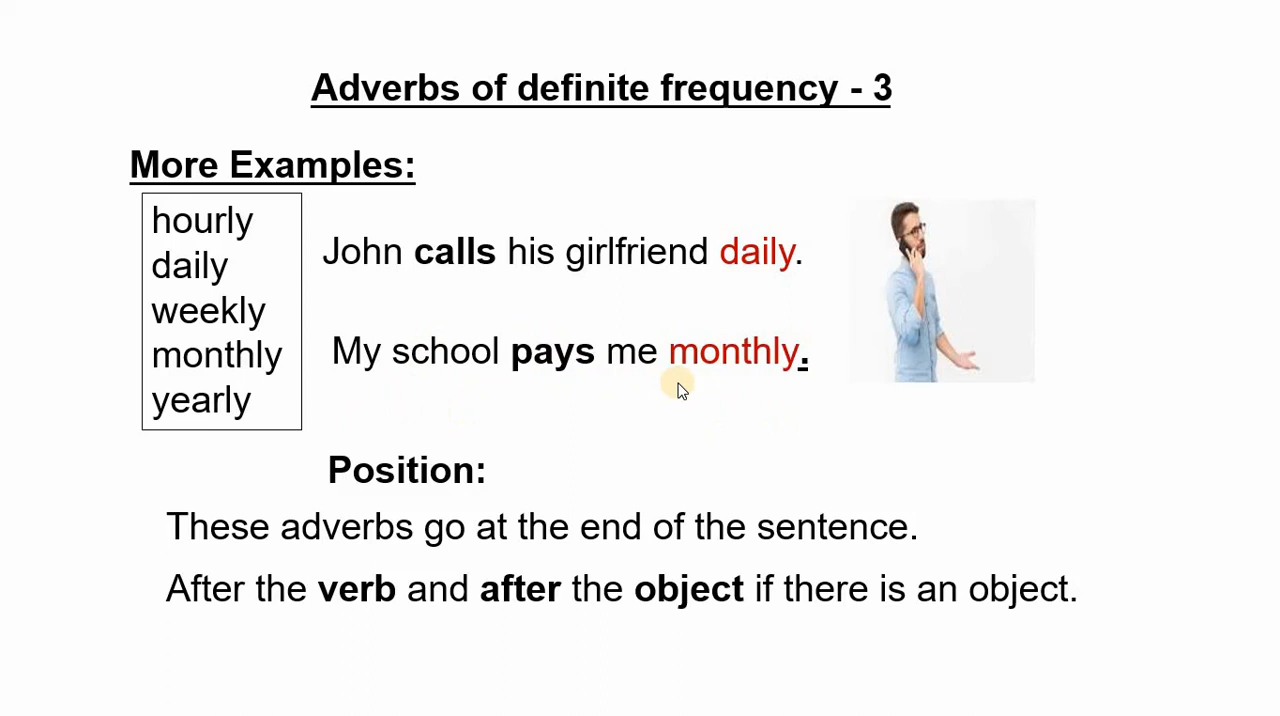 Adverbs of definite frequency - 3
More Examples:
hourly
daily
weekly
monthly
yearly
John calls his girlfriend daily.
My school pays me monthly.
Position:
These adverbs go at the end of the sentence.
After the verb and after the object if there is an object.